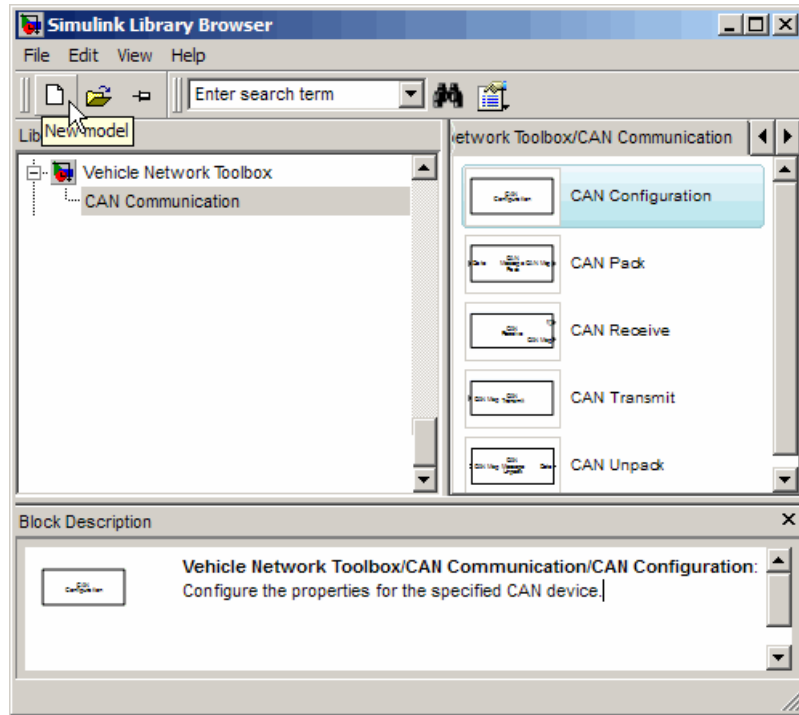 Simulink Library Browser
File Edit View Help
Enter search term
New model
Lib
etwork Toolbox/CAN Communication
Vehicle Network Toolbox
CAN Communication
CAN Configuration
CAN Pack
CAN Receive
CAN Transmit
CAN Unpack
Block Description
Vehicle Network Toolbox/CAN Communication/CAN Configuration:
Configure the properties for the specified CAN device.